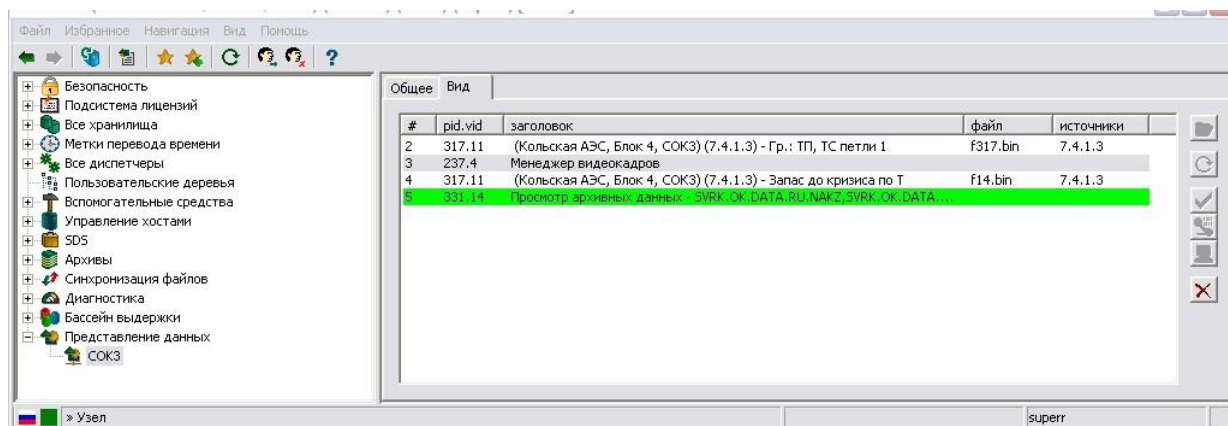 Файл Избранное Навигация Вид Помощь
Безопасность
Подсистема лицензий
Все хранилища
Метки перевода времени
Все диспетчеры
Пользовательские деревья
Вспомогательные средства
Управление хостами
SDS
Архивы
Синхронизация файлов
Диагностика
Бассейн выдержки
Представление данных
СОК3
Общее Вид
# pid.vid заголовок файл источники
2 317.11 (Кольская АЭС, Блок 4, СОК3) (7.4.1.3) - Гр.: ТП, ТС петли 1 f317.bin 7.4.1.3
3 237.4 Менеджер видеокадров
4 317.11 (Кольская АЭС, Блок 4, СОК3) (7.4.1.3) - Запас до кризиса по Т f14.bin 7.4.1.3
5 331.14 Просмотр архивных данных - SVRK.OK.DATA.RU.NAKZ,SVRK.OK.DATA....
» Узел superr